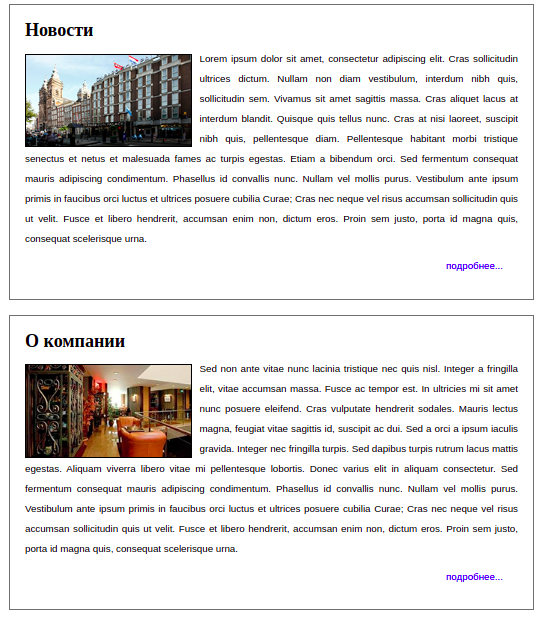 Новости
Lorem ipsum dolor sit amet, consectetur adipiscing elit. Cras sollicitudin
ultrices dictum. Nullam non diam vestibulum, interdum nibh quis,
sollicitudin sem. Vivamus sit amet sagittis massa. Cras aliquet lacus at
interdum blandit. Quisque quis tellus nunc. Cras at nisi laoreet, suscipit
nibh quis, pellentesque diam. Pellentesque habitant morbi tristique
senectus et netus et malesuada fames ac turpis egestas. Etiam a bibendum orci. Sed fermentum consequat
mauris adipiscing condimentum. Phasellus id convallis nunc. Nullam vel mollis purus. Vestibulum ante ipsum
primis in faucibus orci luctus et ultrices posuere cubilia Curae; Cras nec neque vel risus accumsan sollicitudin quis
ut velit. Fusce et libero hendrerit, accumsan enim non, dictum eros. Proin sem justo, porta id magna quis,
consequat scelerisque urna.
подробнее...
О компании
Sed non ante vitae nunc lacinia tristique nec quis nisl. Integer a fringilla
elit, vitae accumsan massa. Fusce ac tempor est. In ultricies mi sit amet
nunc posuere eleifend. Cras vulputate hendrerit sodales. Mauris lectus
magna, feugiat vitae sagittis id, suscipit ac dui. Sed a orci a ipsum iaculis
gravida. Integer nec fringilla turpis. Sed dapibus turpis rutrum lacus mattis
egestas. Aliquam viverra libero vitae mi pellentesque lobortis. Donec varius elit in aliquam consectetur. Sed
fermentum consequat mauris adipiscing condimentum. Phasellus id convallis nunc. Nullam vel mollis purus.
Vestibulum ante ipsum primis in faucibus orci luctus et ultrices posuere cubilia Curae; Cras nec neque vel risus
accumsan sollicitudin quis ut velit. Fusce et libero hendrerit, accumsan enim non, dictum eros. Proin sem justo,
porta id magna quis, consequat scelerisque urna.
подробнее...